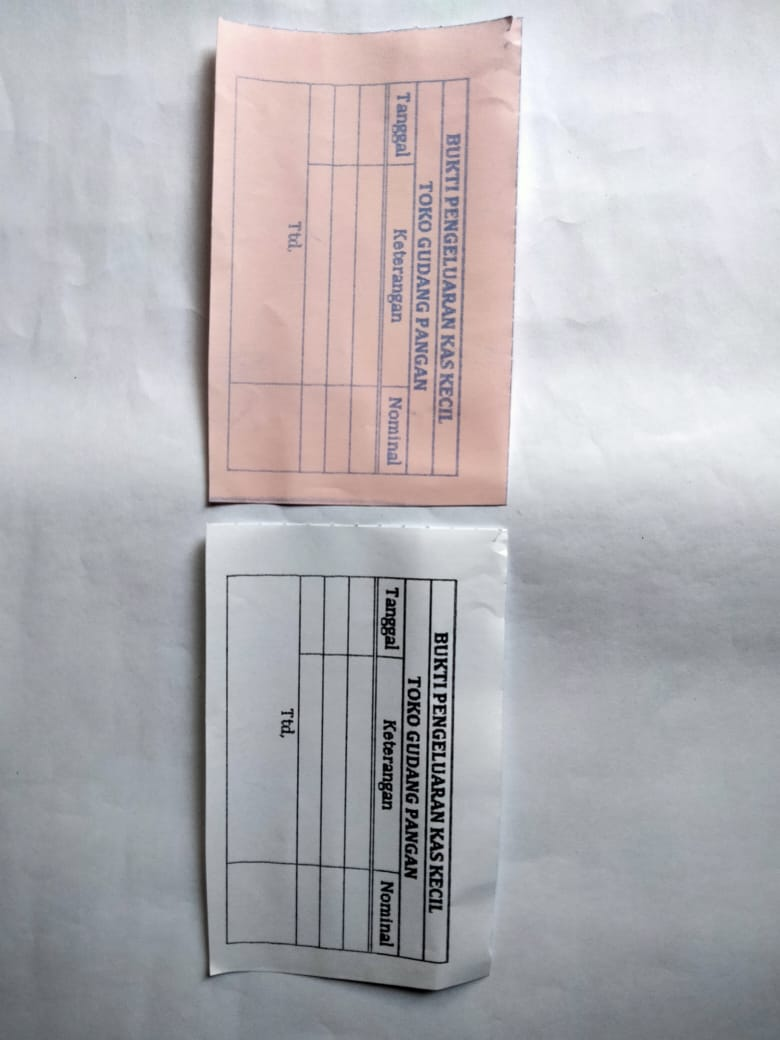 BUKTI PENGELUARAN KAS KECIL
TOKO GUDANG PANGAN
Tanggal Keterangan Nominal
Ttd,
BUKTI PENGELUARAN KAS KECIL
TOKO GUDANG PANGAN
Tanggal Keterangan Nominal
Ttd,